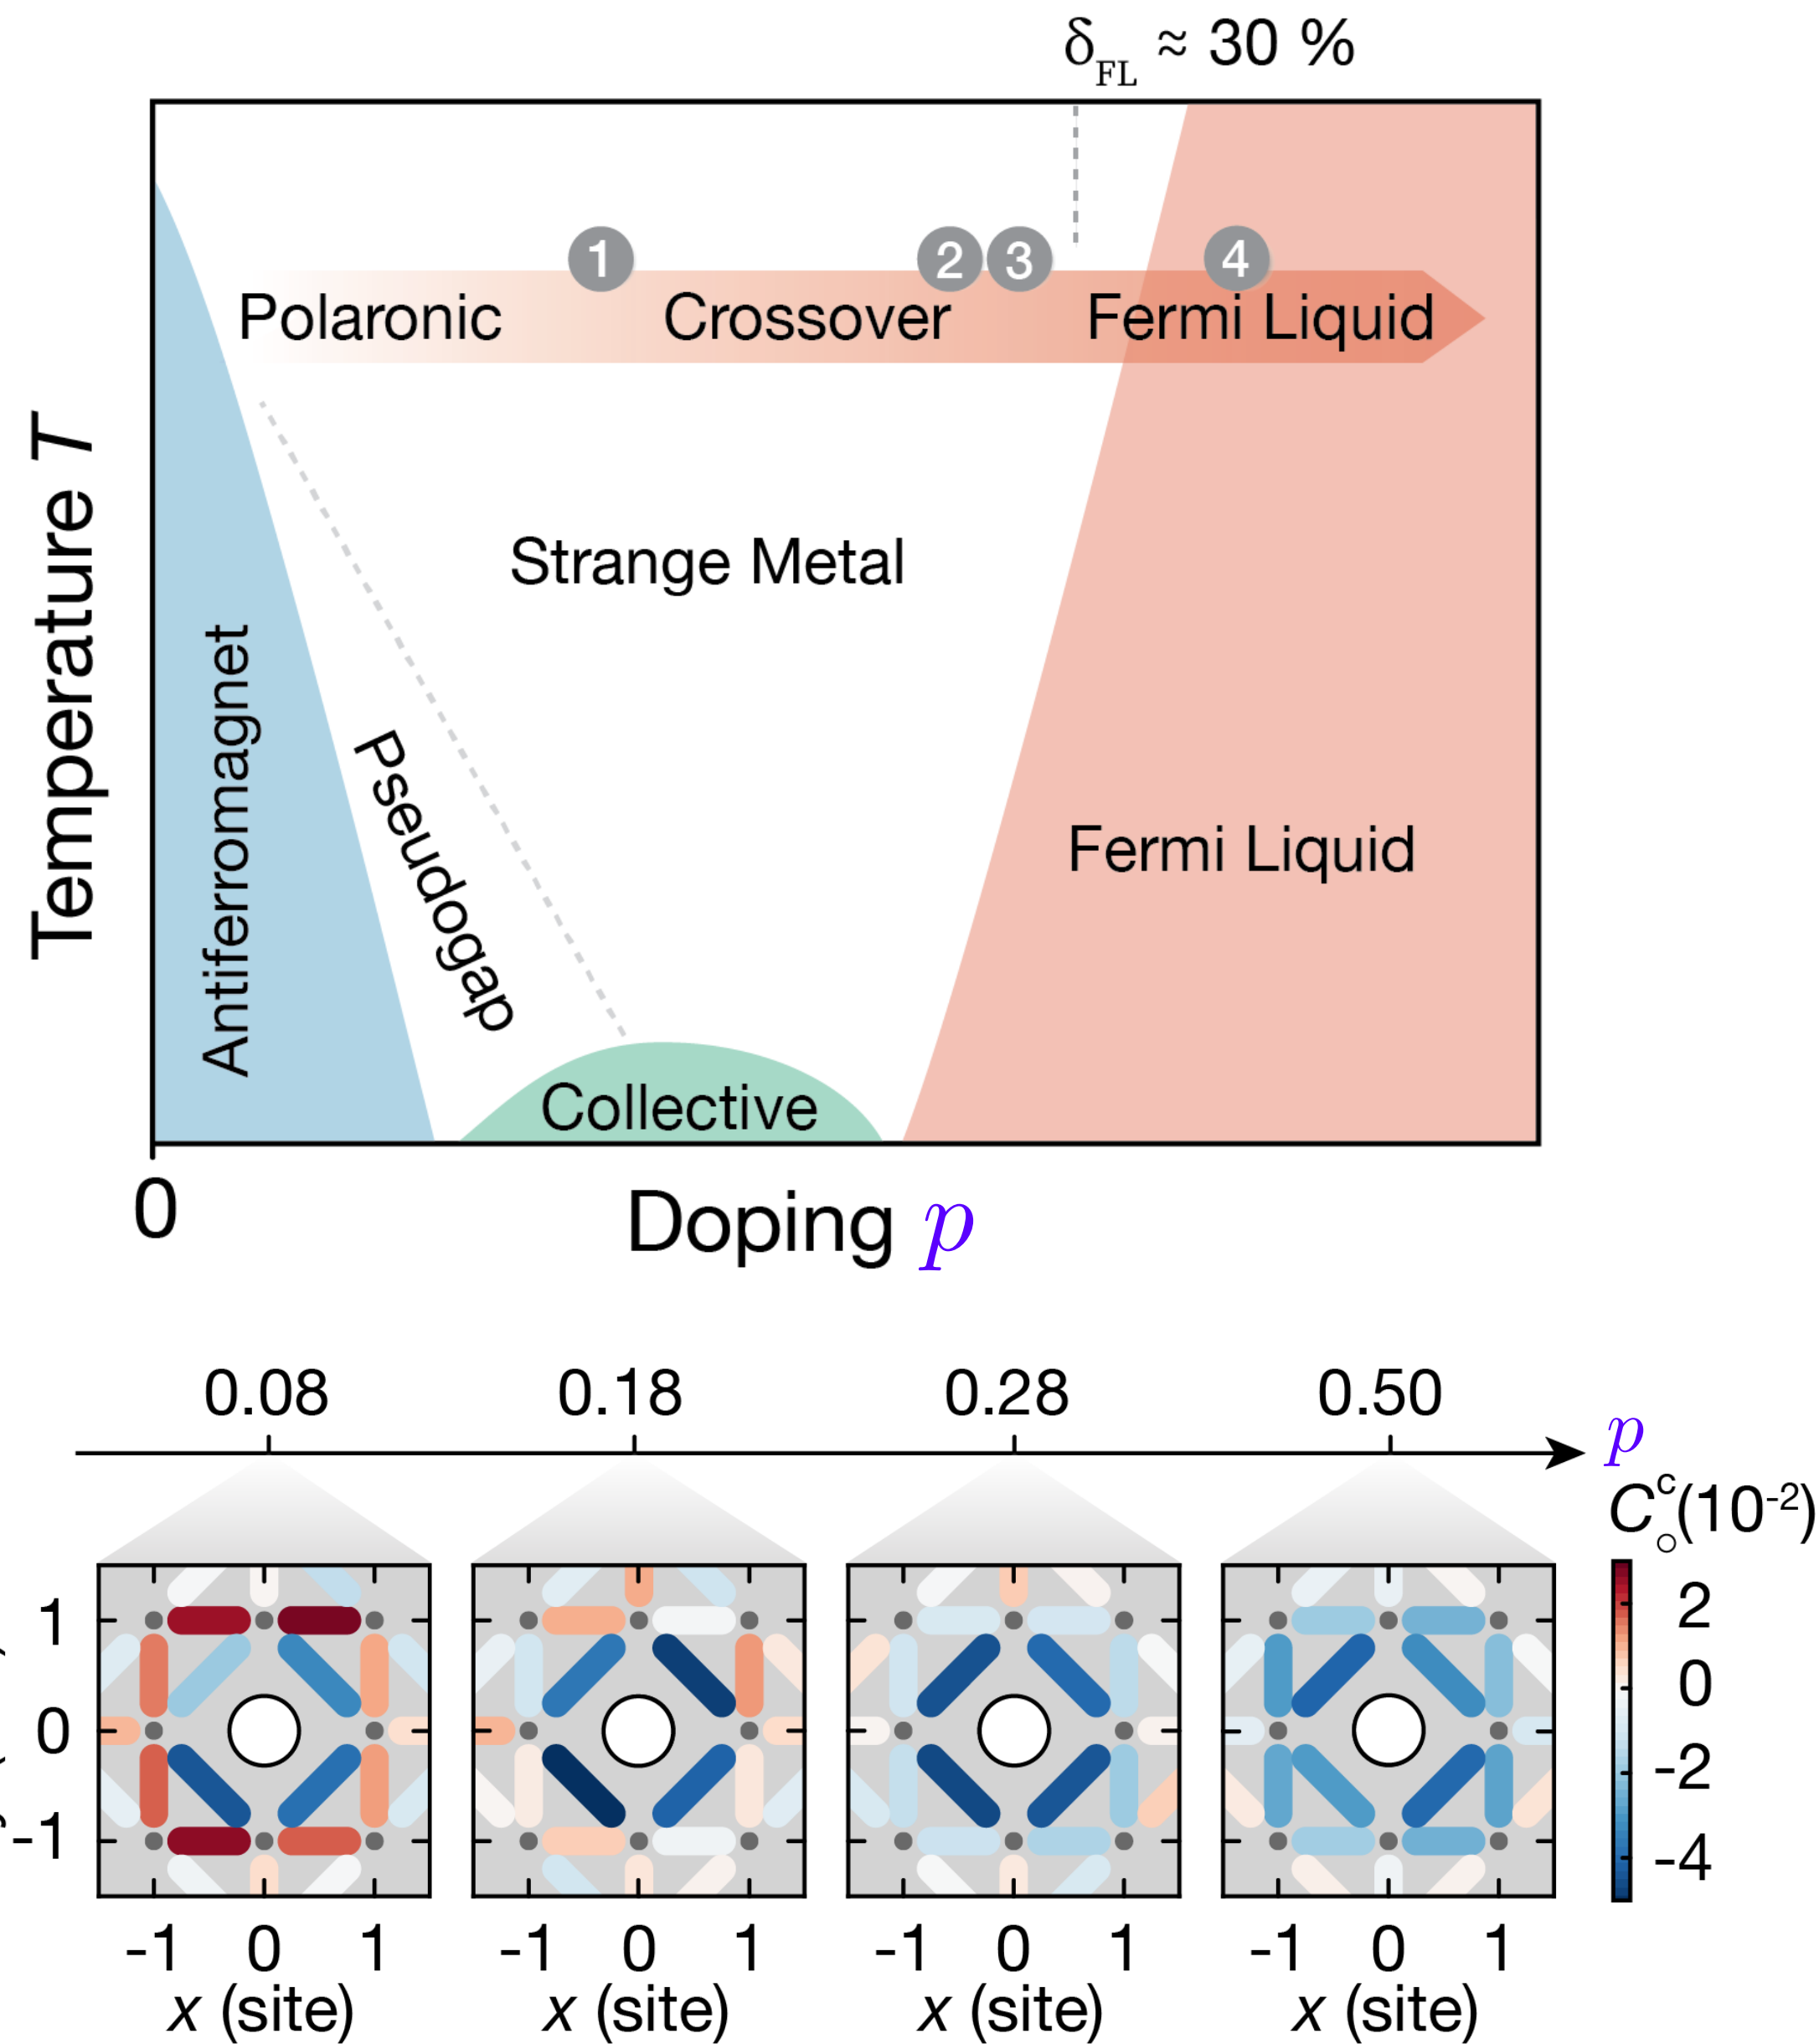 δFL ≈ 30 %
1
2
3
4
Polaronic
Crossover
Fermi Liquid
Strange Metal
Temperature T
Antiferromagnet
Pseudogap
Fermi Liquid
Collective
0
Doping p
0.08
0.18
0.28
0.50
p
C°c(10-2)
1
0
-1
2
0
-2
-4
-1 0 1
-1 0 1
-1 0 1
-1 0 1
x (site)
x (site)
x (site)
x (site)